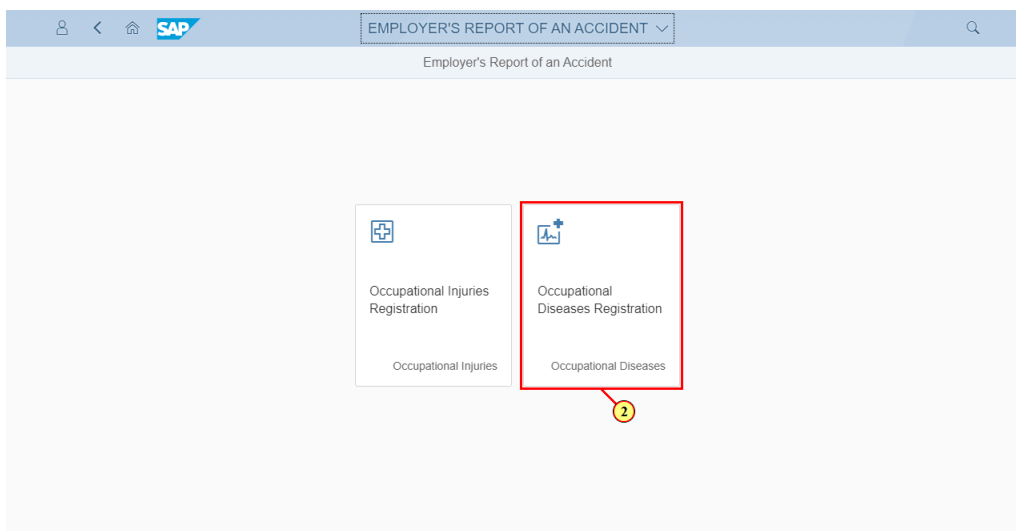 SAP
EMPLOYER'S REPORT OF AN ACCIDENT
Employer's Report of an Accident
Occupational Injuries
Registration
Occupational Injuries
Occupational
Diseases Registration
Occupational Diseases
2